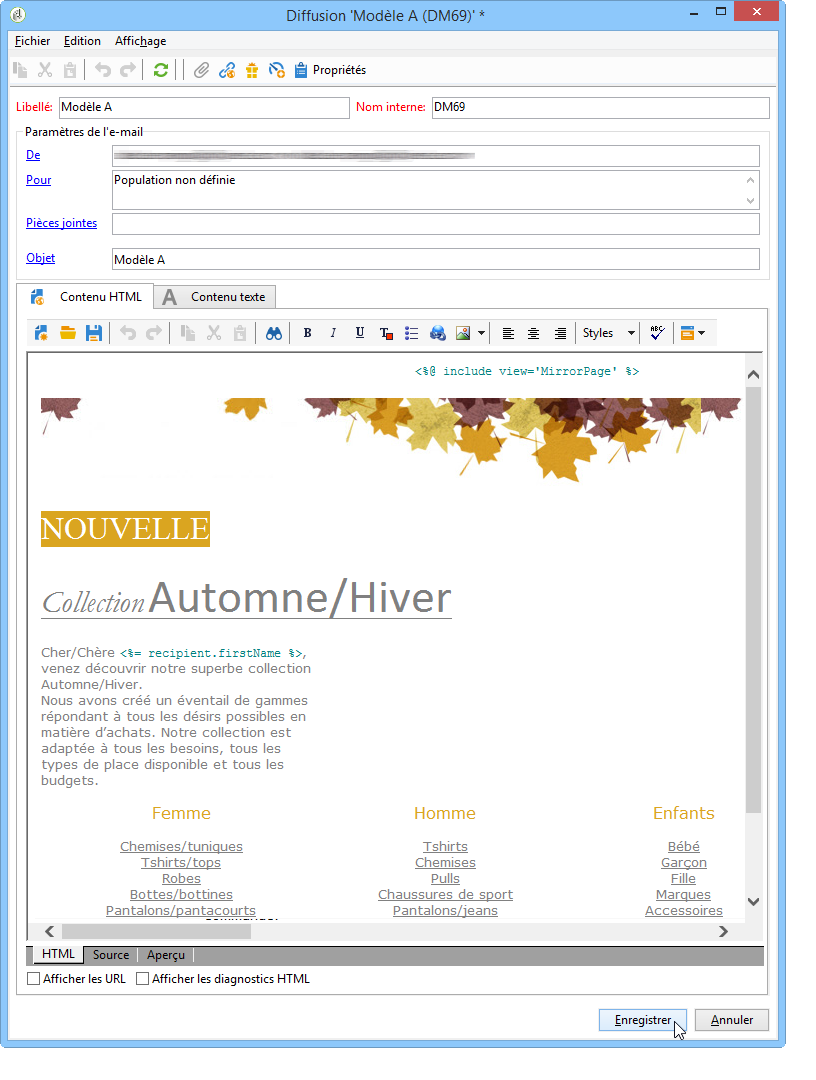 Diffusion 'Modèle A (DM69)' *
Fichier Edition Affichage
Propriétés
Libellé: Modèle A Nom interne: DM69
Paramètres de l'e-mail
De
Pour Population non définie
Pièces jointes
Objet Modèle A
Contenu HTML A Contenu texte
B I U T Styles ABC
<%@ include view='MirrorPage' %>
NOUVELLE
Collection Automne/Hiver
Cher/Chère <%= recipient.firstName %>,
venez découvrir notre superbe collection
Automne/Hiver.
Nous avons créé un éventail de gammes
répondant à tous les désirs possibles en
matière d’achats. Notre collection est
adaptée à tous les besoins, tous les
types de place disponible et tous les
budgets.
Femme Homme Enfants
Chemises/tuniques Tshirts Bébé
Tshirts/tops Chemises Garçon
Robes Pulls Fille
Bottes/bottines Chaussures de sport Marques
Pantalons/pantacourts Pantalons/jeans Accessoires
HTML Source Aperçu
Afficher les URL Afficher les diagnostics HTML
Enregistrer Annuler